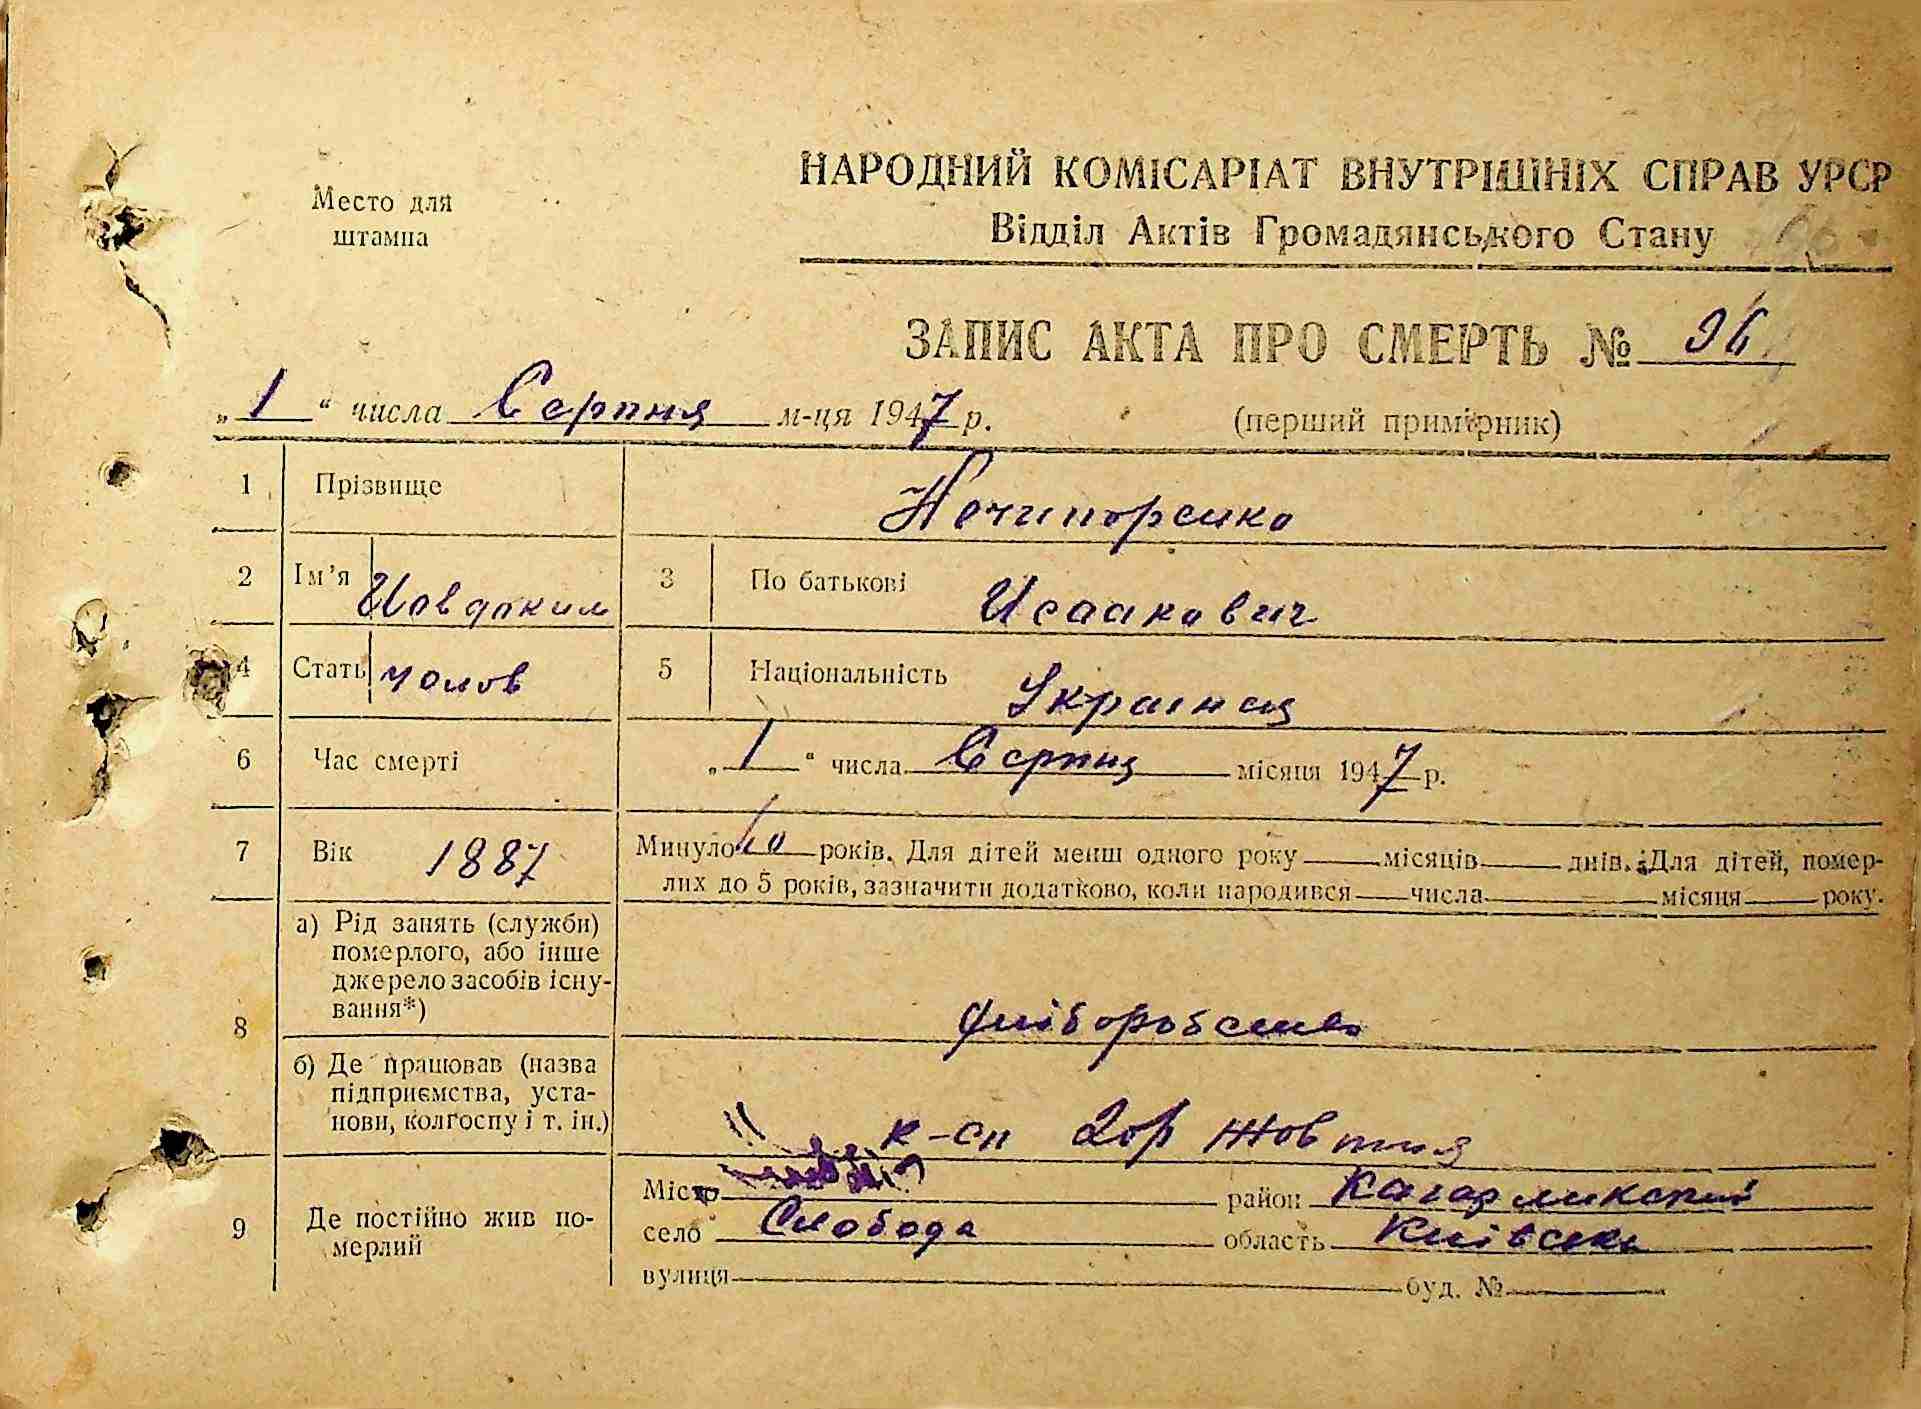 Место для
штампа
НАРОДНИЙ КОМІСАРІАТ ВНУТРІШНІХ СПРАВ УРСР
Відділ Актів Громадянського Стану
ЗАПИС АКТА ПРО СМЕРТЬ № 96
„ 1 “ числа Серпня м-ця 1947 р. (перший примірник)
1 Прізвище Нечипоренко
2 Ім'я Йовдоким 3 По батькові Исаакович
4 Стать чолов 5 Національність Українец
6 Час смерті „ 1 “ числа Серпня місяця 1947 р.
7 Вік 1887 Минуло 60 років. Для дітей менш одного року місяців днів. Для дітей, помер-
лих до 5 років, зазначити додатково, коли народився числа місяця року.
8 а) Рід занять (служби)
померлого, або інше
джерело засобів існу-
вання*) хліборобство
б) Де працював (назва
підприємства, уста-
нови, колгоспу і т. ін.) к-сп 2ор Жовтня
9 Де постійно жив по-
мерлий
Місто район Кагарликский
село Слобода область Київська
вулиця буд. №